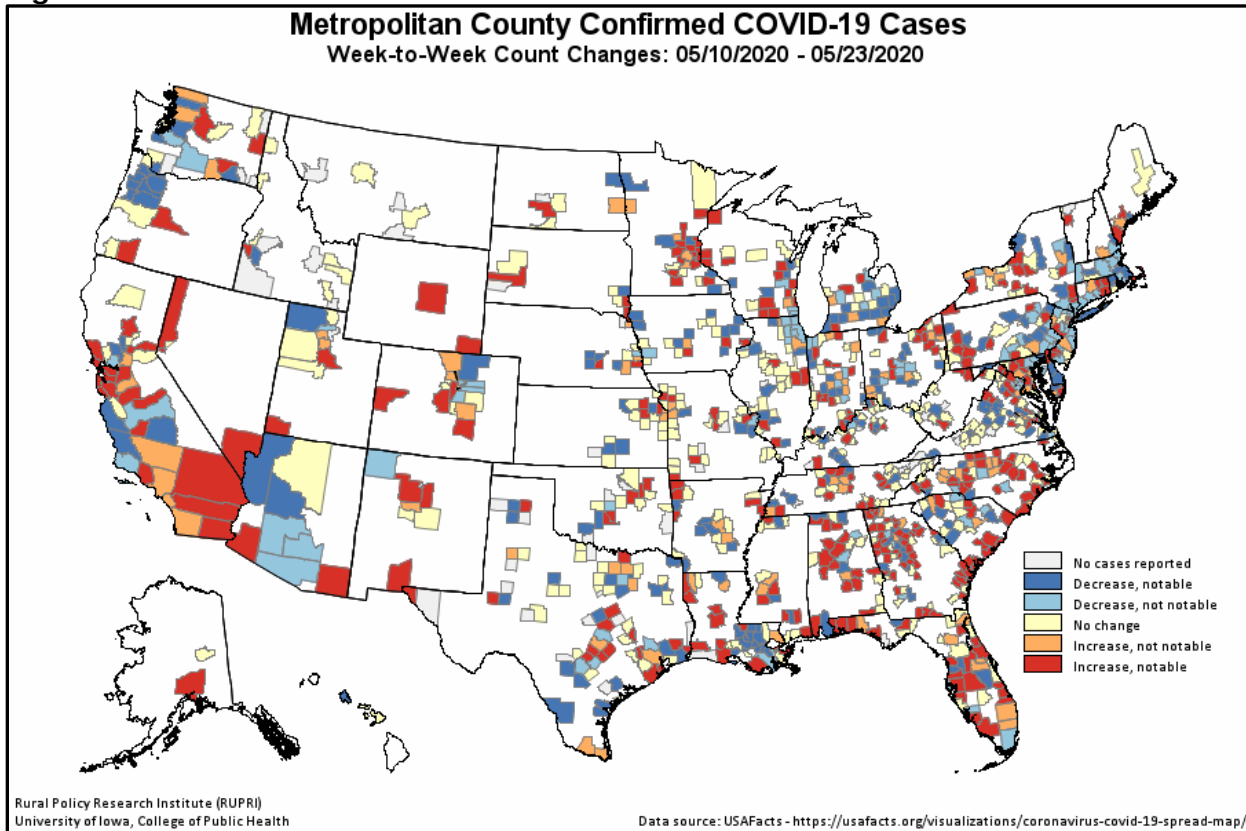 Metropolitan County Confirmed COVID-19 Cases
Week-to-Week Count Changes: 05/10/2020 - 05/23/2020
No cases reported
Decrease, notable
Decrease, not notable
No change
Increase, not notable
Increase, notable
Rural Policy Research Institute (RUPRI)
University of Iowa, College of Public Health
Data source: USAFacts - https://usafacts.org/visualizations/coronavirus-covid-19-spread-map/